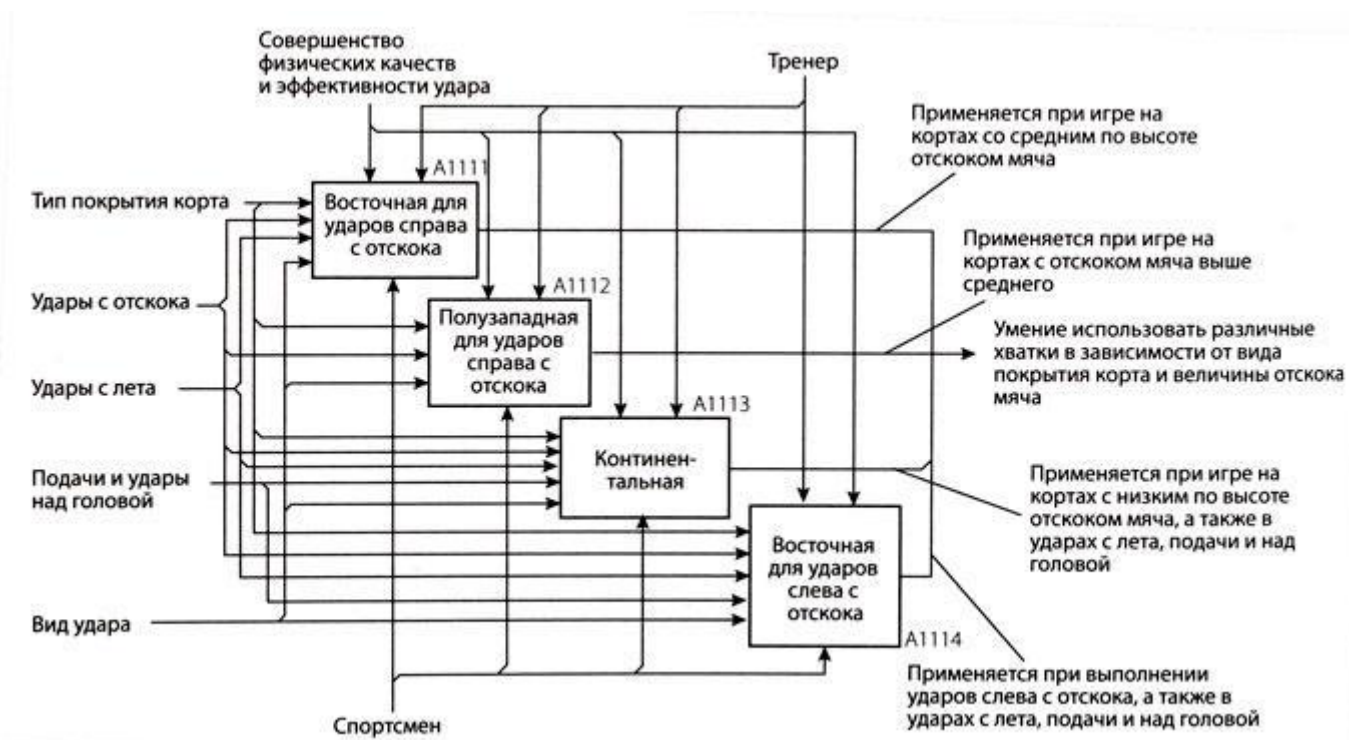 Совершенство
физических качеств
и эффективности удара
Тренер
Применяется при игре на
кортах со средним по высоте
отскоком мяча
A1111
Тип покрытия корта
Восточная для
ударов справа
с отскока
Применяется при игре на
кортах с отскоком мяча выше
среднего
Удары с отскока
A1112
Полузападная
для ударов
справа с
отскока
Умение использовать различные
хватки в зависимости от вида
покрытия корта и величины отскока
мяча
Удары с лета
A1113
Континен-
тальная
Подачи и удары
над головой
Применяется при игре на
кортах с низким по высоте
отскоком мяча, а также в
ударах с лета, подачи и над
головой
Восточная
для ударов
слева с
отскока
Вид удара
A1114
Применяется при выполнении
ударов слева с отскока, а также в
ударах с лета, подачи и над головой
Спортсмен